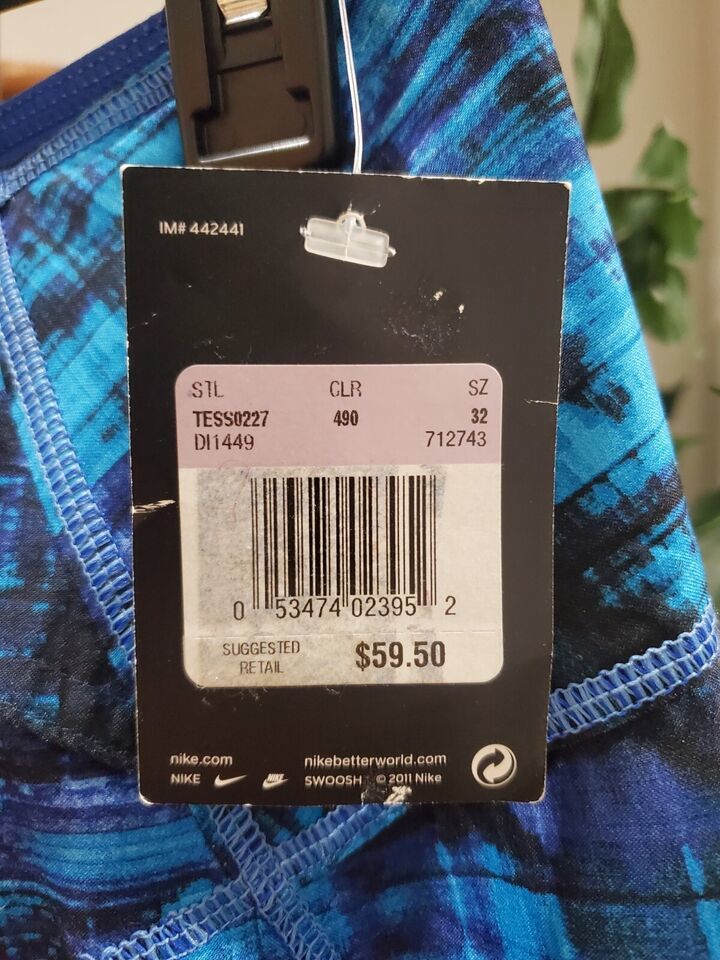 IM# 442441
STL CLR SZ
TESS0227 490 32
DI1449 712743
0 53474 02395 2
SUGGESTED RETAIL $59.50
nike.com nikebetterworld.com
NIKE NIKE SWOOSH © 2011 Nike